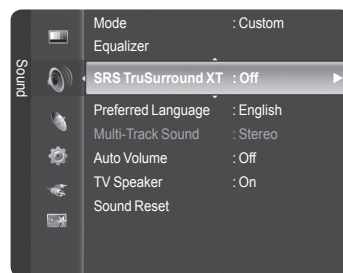 Sound
Mode : Custom
Equalizer
SRS TruSurround XT : Off
Preferred Language : English
Multi-Track Sound : Stereo
Auto Volume : Off
TV Speaker : On
Sound Reset